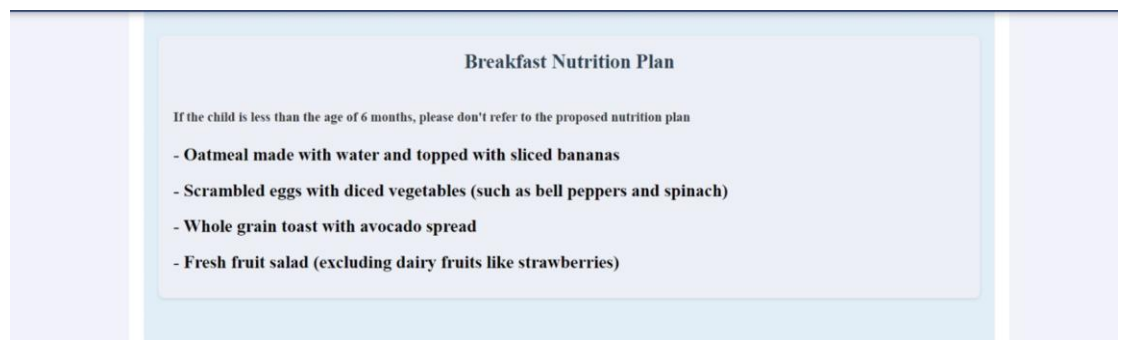 Breakfast Nutrition Plan
If the child is less than the age of 6 months, please don't refer to the proposed nutrition plan
- Oatmeal made with water and topped with sliced bananas
- Scrambled eggs with diced vegetables (such as bell peppers and spinach)
- Whole grain toast with avocado spread
- Fresh fruit salad (excluding dairy fruits like strawberries)